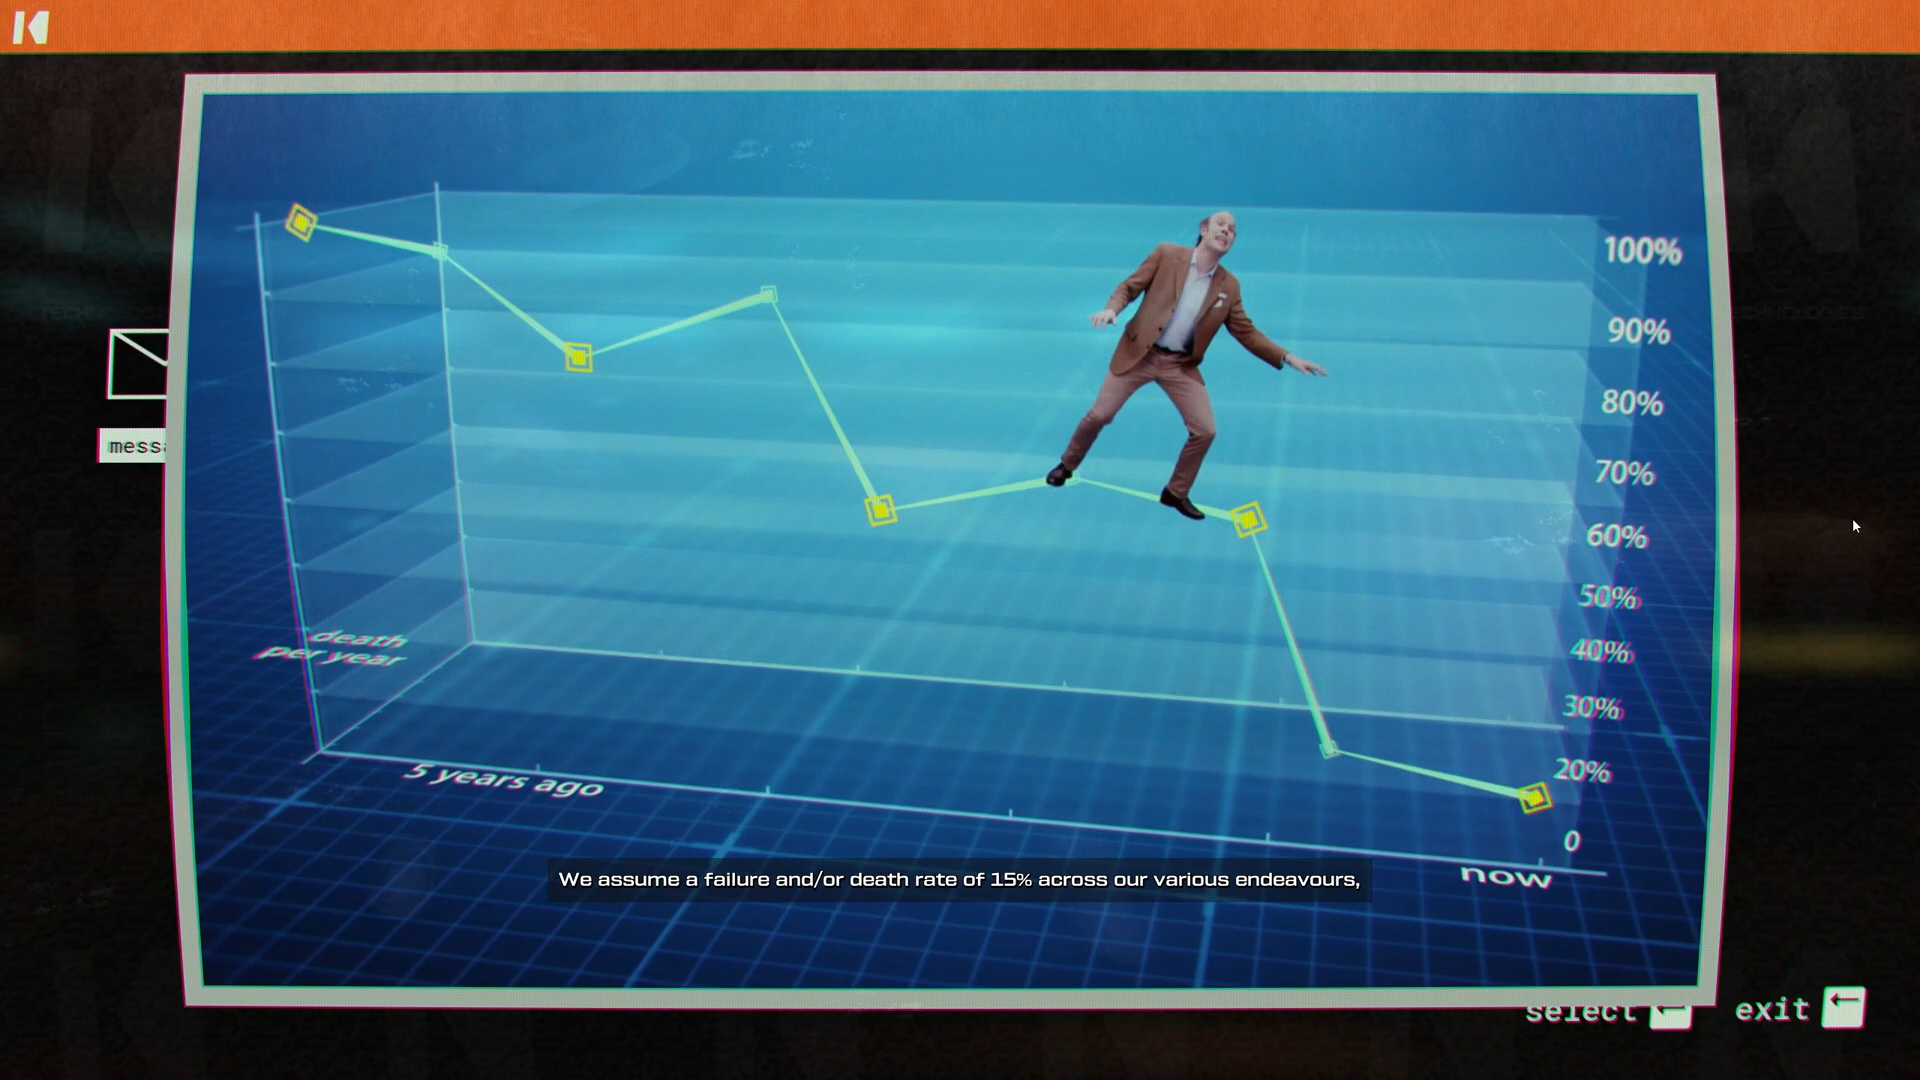 100%
90%
80%
70%
60%
50%
40%
30%
20%
0
death
per year
5 years ago
now
We assume a failure and/or death rate of 15% across our various endeavours,
messa
select
exit